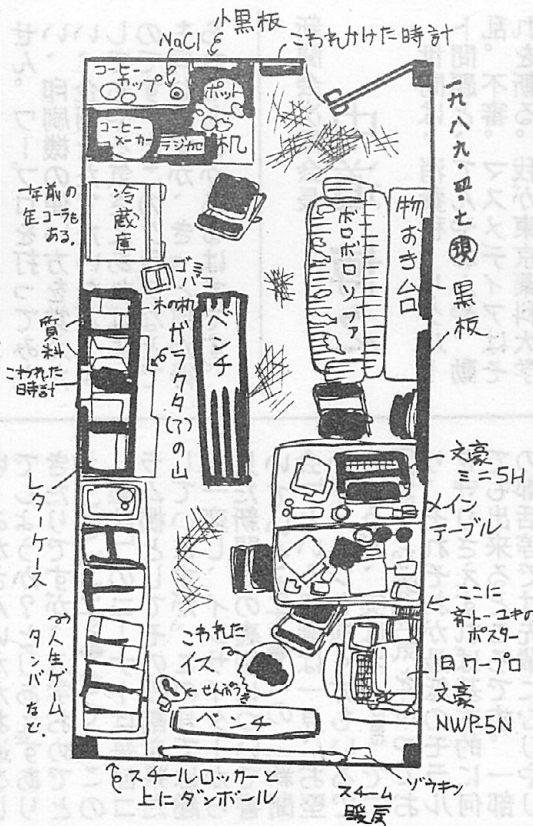 小黒板
NaCl
こわれかけた時計
コーヒー
カップ
ポット
コーヒー
メーカー
ラジカセ
机
一九八九・四・七 現
年前の
缶コーラも
ある.
冷蔵庫
ゴミバコ
物おき台
ボロボロソファ
黒板
木の机
質料
こわれた
時計
ガラクタ(?)の山
ベンチ
文豪
ミニ5H
メイン
テーブル
レターケース
人生ゲーム
タンバなど.
ここに
斉トーユキの
ポスター
こわれた
イス
せんぷうき
旧ワープロ
文豪
NWP-5N
ベンチ
スチールロッカーと
上にダンボール
スチーム
暖房
ゾウキン